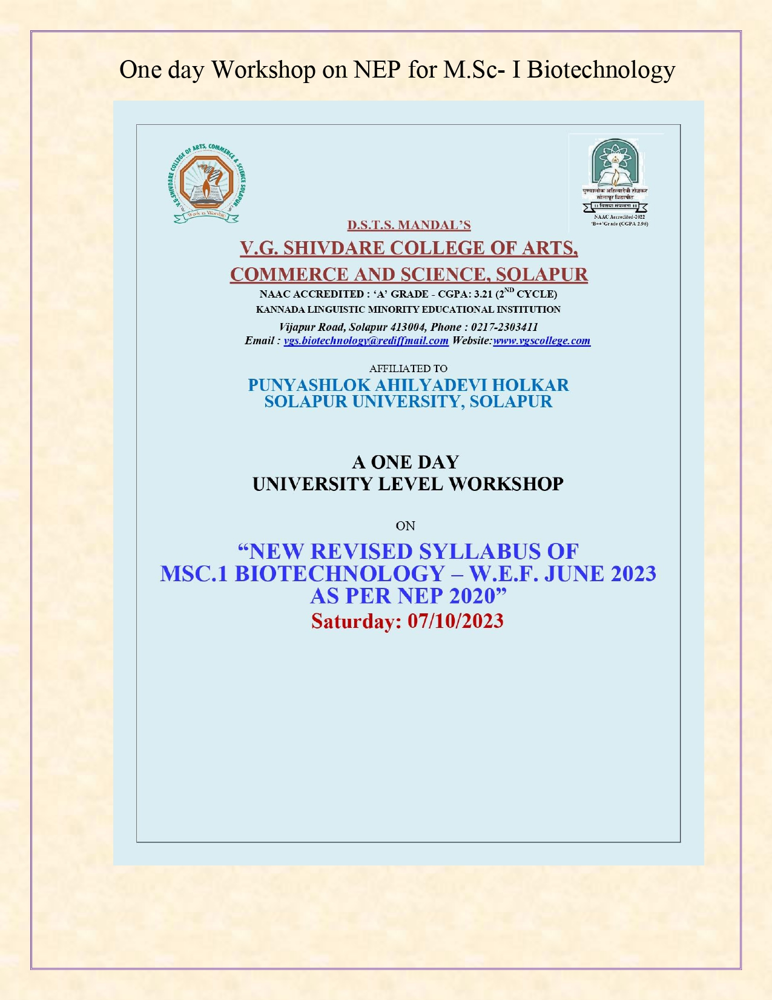 One day Workshop on NEP for M.Sc- I Biotechnology
V.G.SHIVDARE COLLEGE OF ARTS, COMMERCE & SCIENCE SOLAPUR.
Work is Worship
पुण्यश्लोक अहिल्यादेवी होळकर
सोलापूर विद्यापीठ
।। विद्यया संपन्नता ।।
NAAC Accredited-2022
'B++'Grade (CGPA 2.96)
D.S.T.S. MANDAL'S
V.G. SHIVDARE COLLEGE OF ARTS,
COMMERCE AND SCIENCE, SOLAPUR
NAAC ACCREDITED : 'A' GRADE - CGPA: 3.21 (2ND CYCLE)
KANNADA LINGUISTIC MINORITY EDUCATIONAL INSTITUTION
Vijapur Road, Solapur 413004, Phone : 0217-2303411
Email : vgs.biotechnology@rediffmail.com Website:www.vgscollege.com
AFFILIATED TO
PUNYASHLOK AHILYADEVI HOLKAR
SOLAPUR UNIVERSITY, SOLAPUR
A ONE DAY
UNIVERSITY LEVEL WORKSHOP
ON
“NEW REVISED SYLLABUS OF
MSC.1 BIOTECHNOLOGY – W.E.F. JUNE 2023
AS PER NEP 2020”
Saturday: 07/10/2023